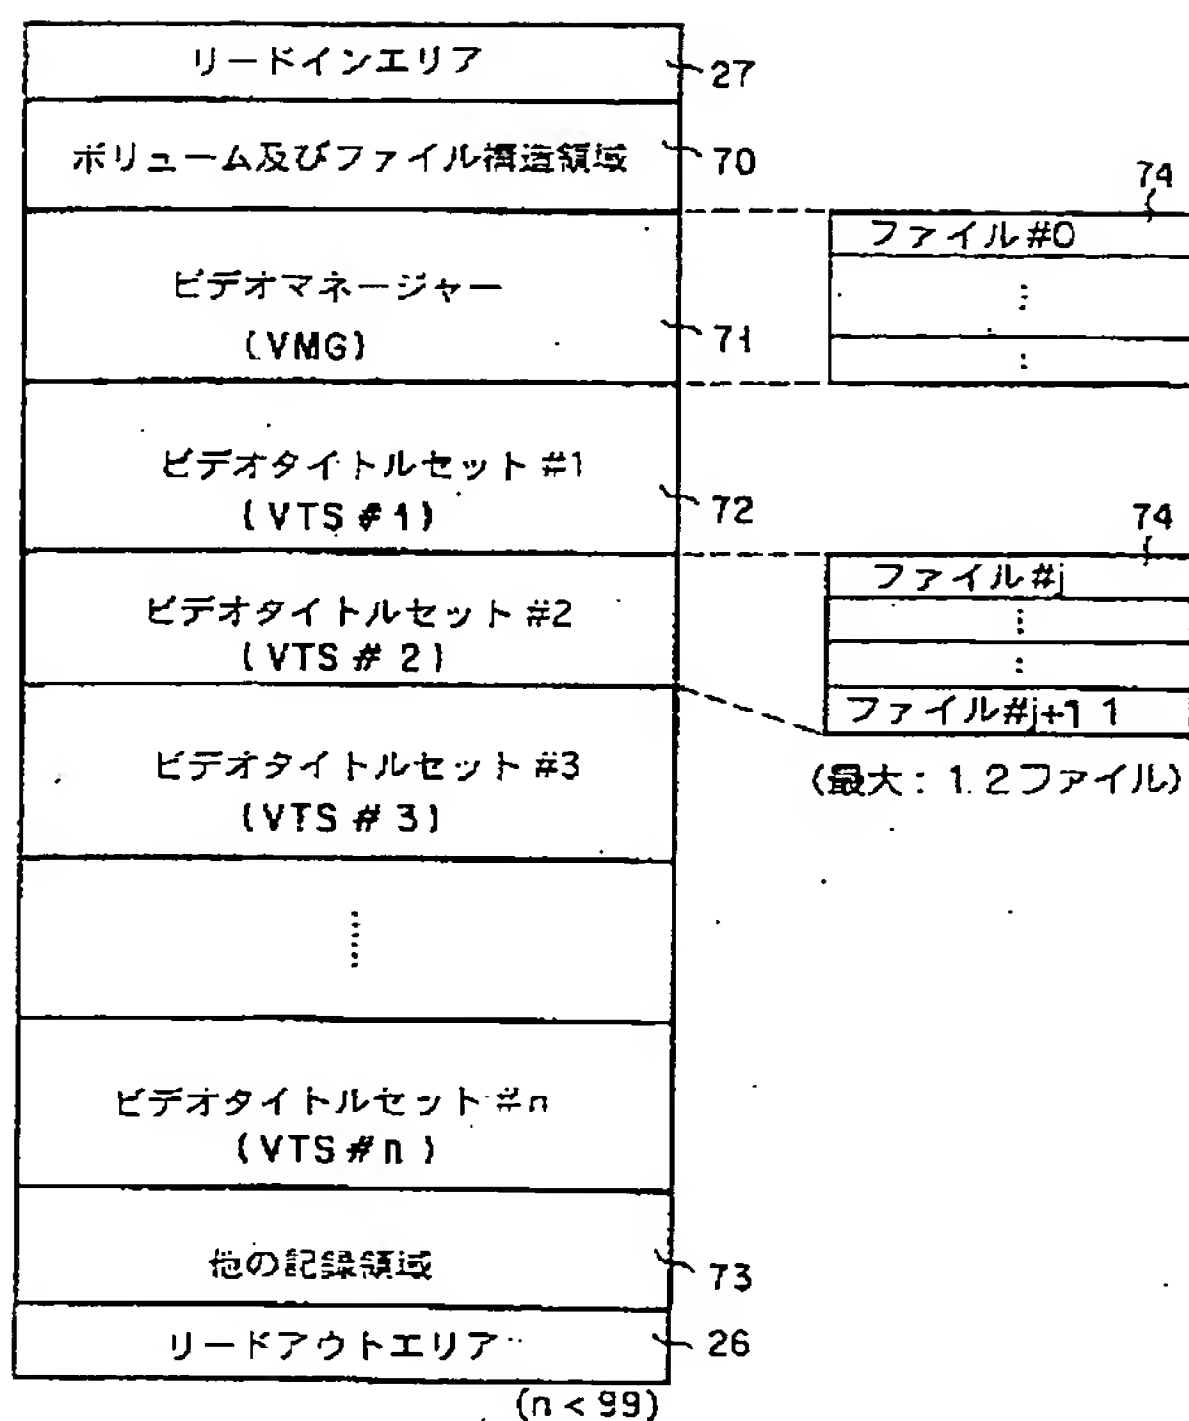 リードインエリア
27
ボリューム及びファイル構造領域
70
74
ファイル#0
ビデオマネージャー
(VMG)
71
ビデオタイトルセット#1
(VTS#1)
72
74
ファイル#j
ビデオタイトルセット#2
(VTS#2)
ファイル#j+11
ビデオタイトルセット#3
(VTS#3)
(最大: 1.2ファイル)
ビデオタイトルセット#n
(VTS#n)
他の記録領域
73
リードアウトエリア
26
(n<99)